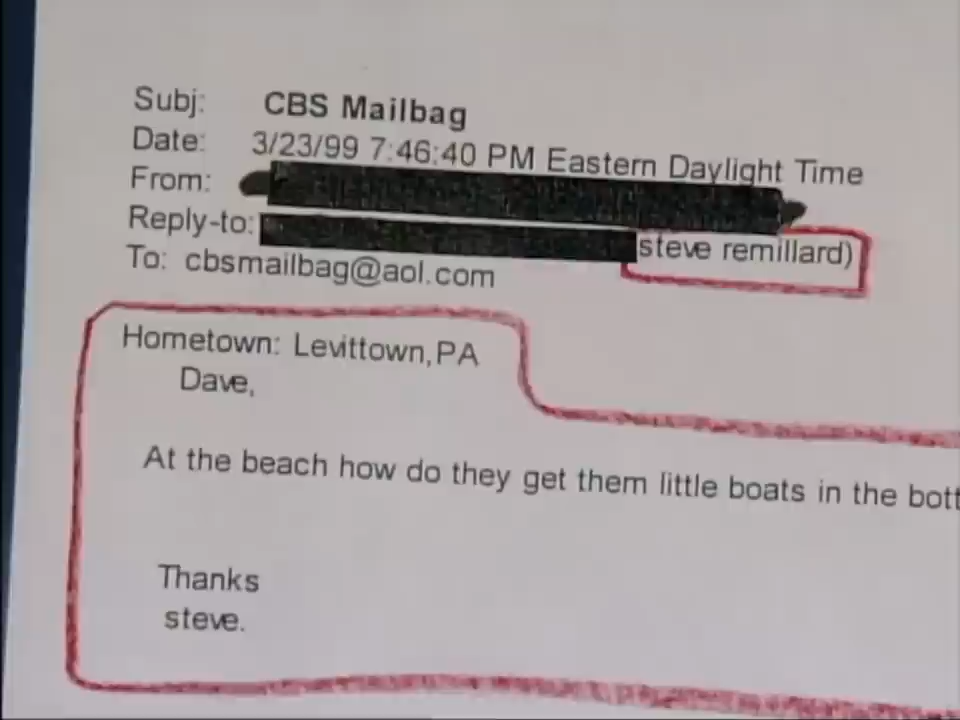 Subj: CBS Mailbag
Date: 3/23/99 7:46:40 PM Eastern Daylight Time
From:
Reply-to: steve remillard)
To: cbsmailbag@aol.com
Hometown: Levittown,PA
Dave,
At the beach how do they get them little boats in the
Thanks
steve.